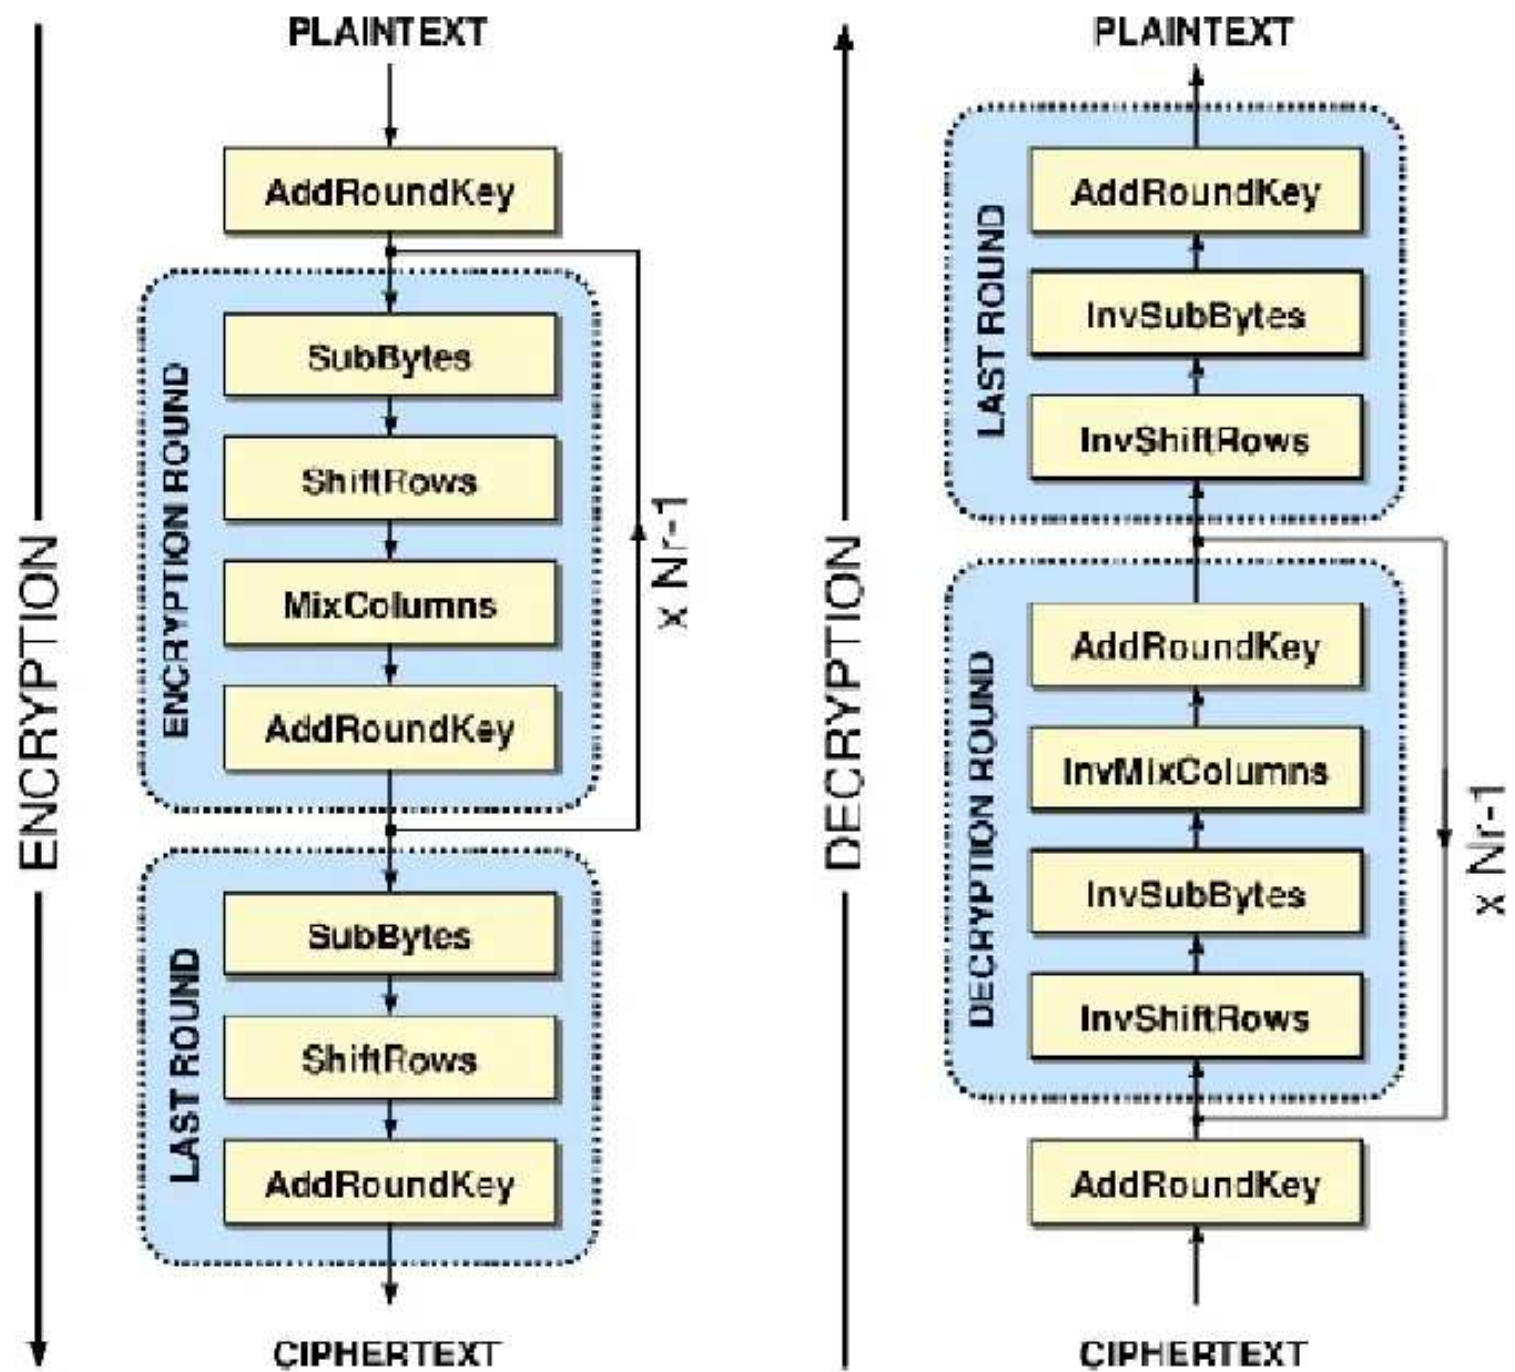 ENCRYPTION
PLAINTEXT
AddRoundKey
ENCRYPTION ROUND
SubBytes
ShiftRows
MixColumns
AddRoundKey
x Nr-1
LAST ROUND
SubBytes
ShiftRows
AddRoundKey
CIPHERTEXT
DECRYPTION
PLAINTEXT
LAST ROUND
AddRoundKey
InvSubBytes
InvShiftRows
DECRYPTION ROUND
AddRoundKey
InvMixColumns
InvSubBytes
InvShiftRows
x Nr-1
AddRoundKey
CIPHERTEXT